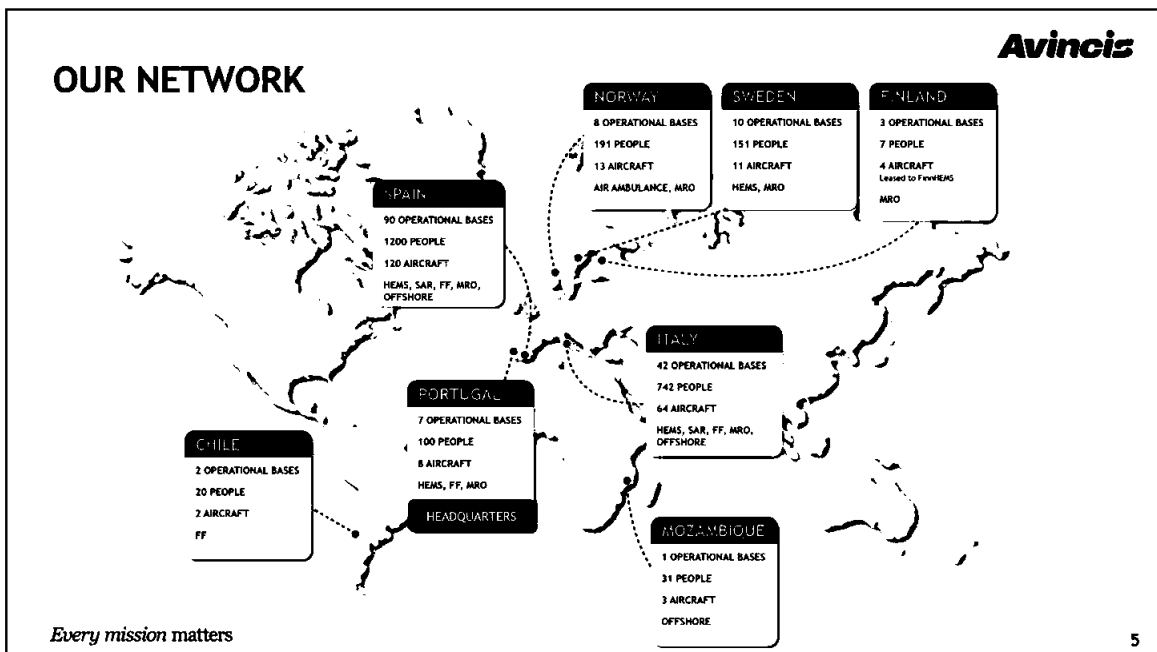 Avincis
OUR NETWORK
NORWAY
8 OPERATIONAL BASES
191 PEOPLE
13 AIRCRAFT
AIR AMBULANCE, MRO
SWEDEN
10 OPERATIONAL BASES
151 PEOPLE
11 AIRCRAFT
HEMS, MRO
FINLAND
3 OPERATIONAL BASES
7 PEOPLE
4 AIRCRAFT
Leased to FinnHEMS
MRO
SPAIN
90 OPERATIONAL BASES
1200 PEOPLE
120 AIRCRAFT
HEMS, SAR, FF, MRO,
OFFSHORE
ITALY
42 OPERATIONAL BASES
742 PEOPLE
64 AIRCRAFT
HEMS, SAR, FF, MRO,
OFFSHORE
PORTUGAL
7 OPERATIONAL BASES
100 PEOPLE
8 AIRCRAFT
HEMS, FF, MRO
HEADQUARTERS
CHILE
2 OPERATIONAL BASES
20 PEOPLE
2 AIRCRAFT
FF
MOZAMBIQUE
1 OPERATIONAL BASES
31 PEOPLE
3 AIRCRAFT
OFFSHORE
Every mission matters
5